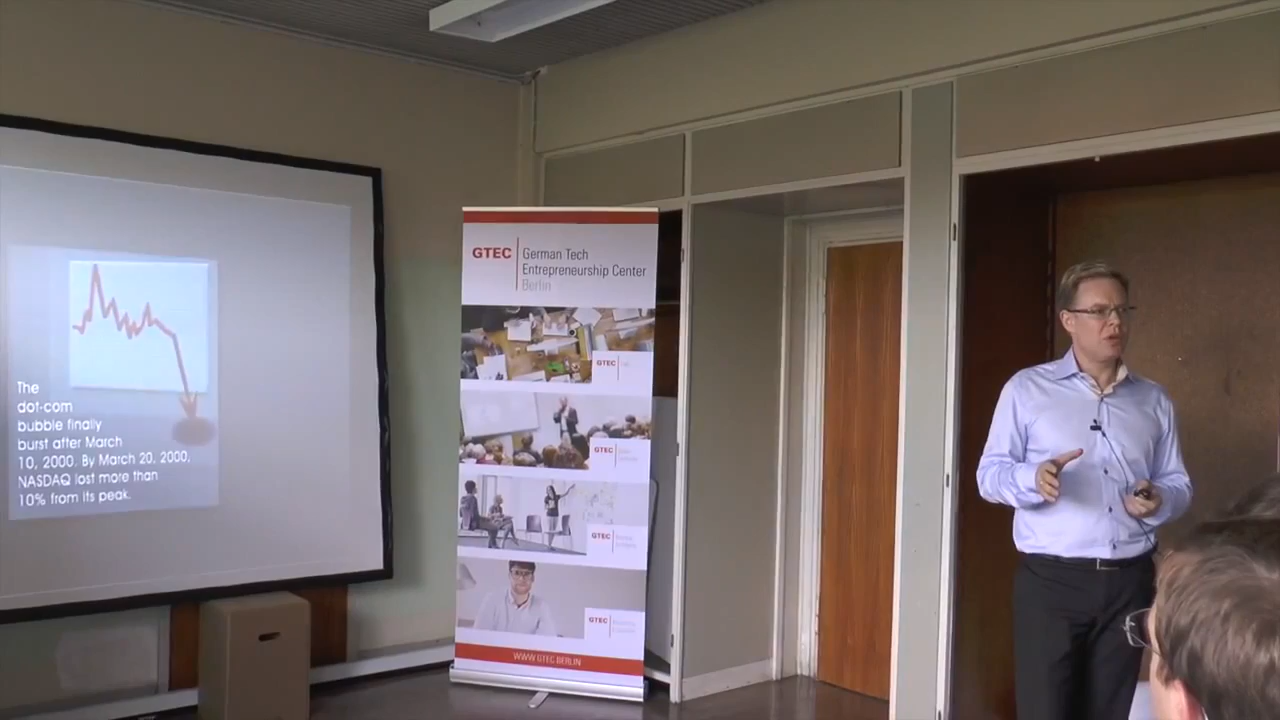 The
dot-com
bubble finally
burst after March
10, 2000. By March 20, 2000,
NASDAQ lost more than
10% from its peak.
GTEC
German Tech
Entrepreneurship Center
Berlin
GTEC
GTEC
GTEC
GTEC
WWW.GTEC.BERLIN